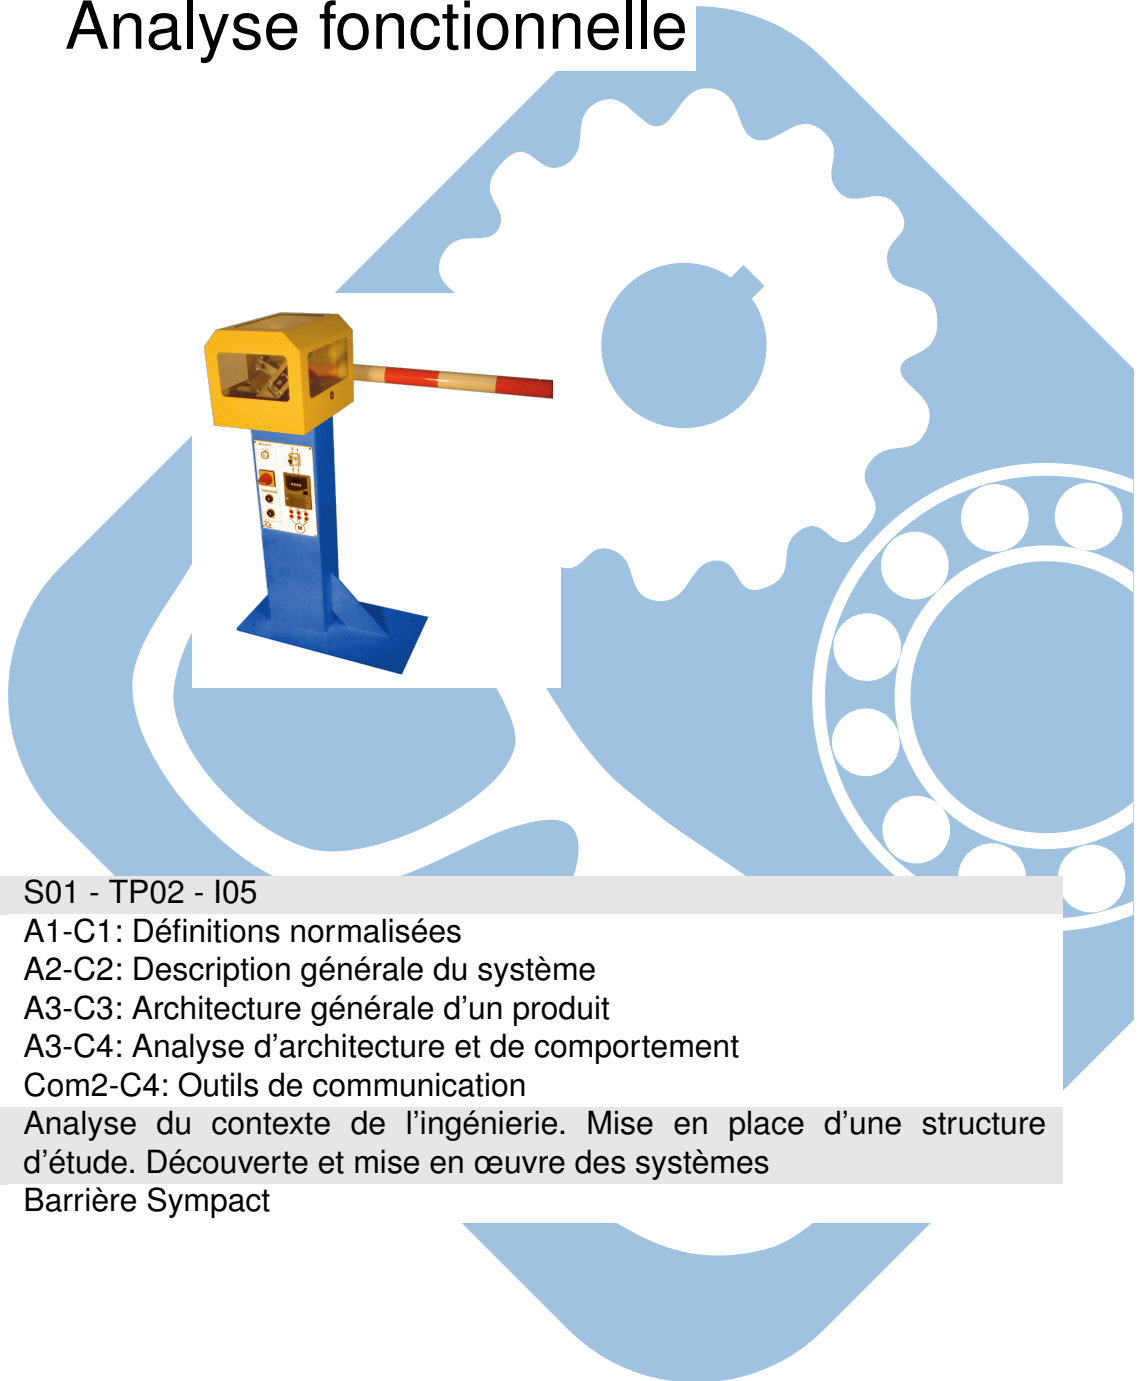 Analyse fonctionnelle
S01 - TP02 - I05
A1-C1: Définitions normalisées
A2-C2: Description générale du système
A3-C3: Architecture générale d’un produit
A3-C4: Analyse d’architecture et de comportement
Com2-C4: Outils de communication
Analyse du contexte de l’ingénierie. Mise en place d’une structure
d’étude. Découverte et mise en œuvre des systèmes
Barrière Sympact